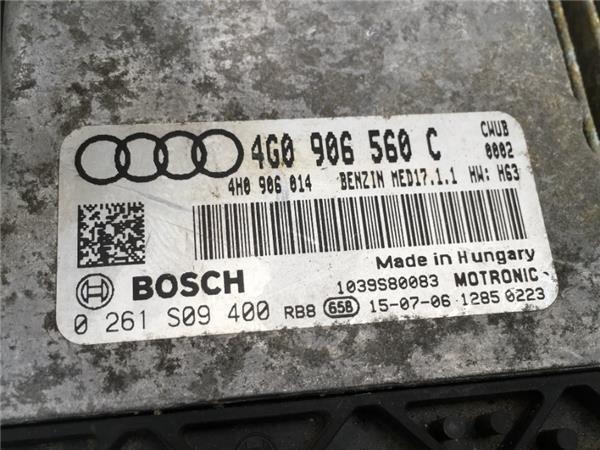 4G0 906 560 C CWUB
0002
4H0 906 014 BENZIN MED17.1.1 HW: H63
Made in Hungary
BOSCH 1039S80083 MOTRONIC
0 261 S09 400 RB8 65B 15-07-06 1285 0223